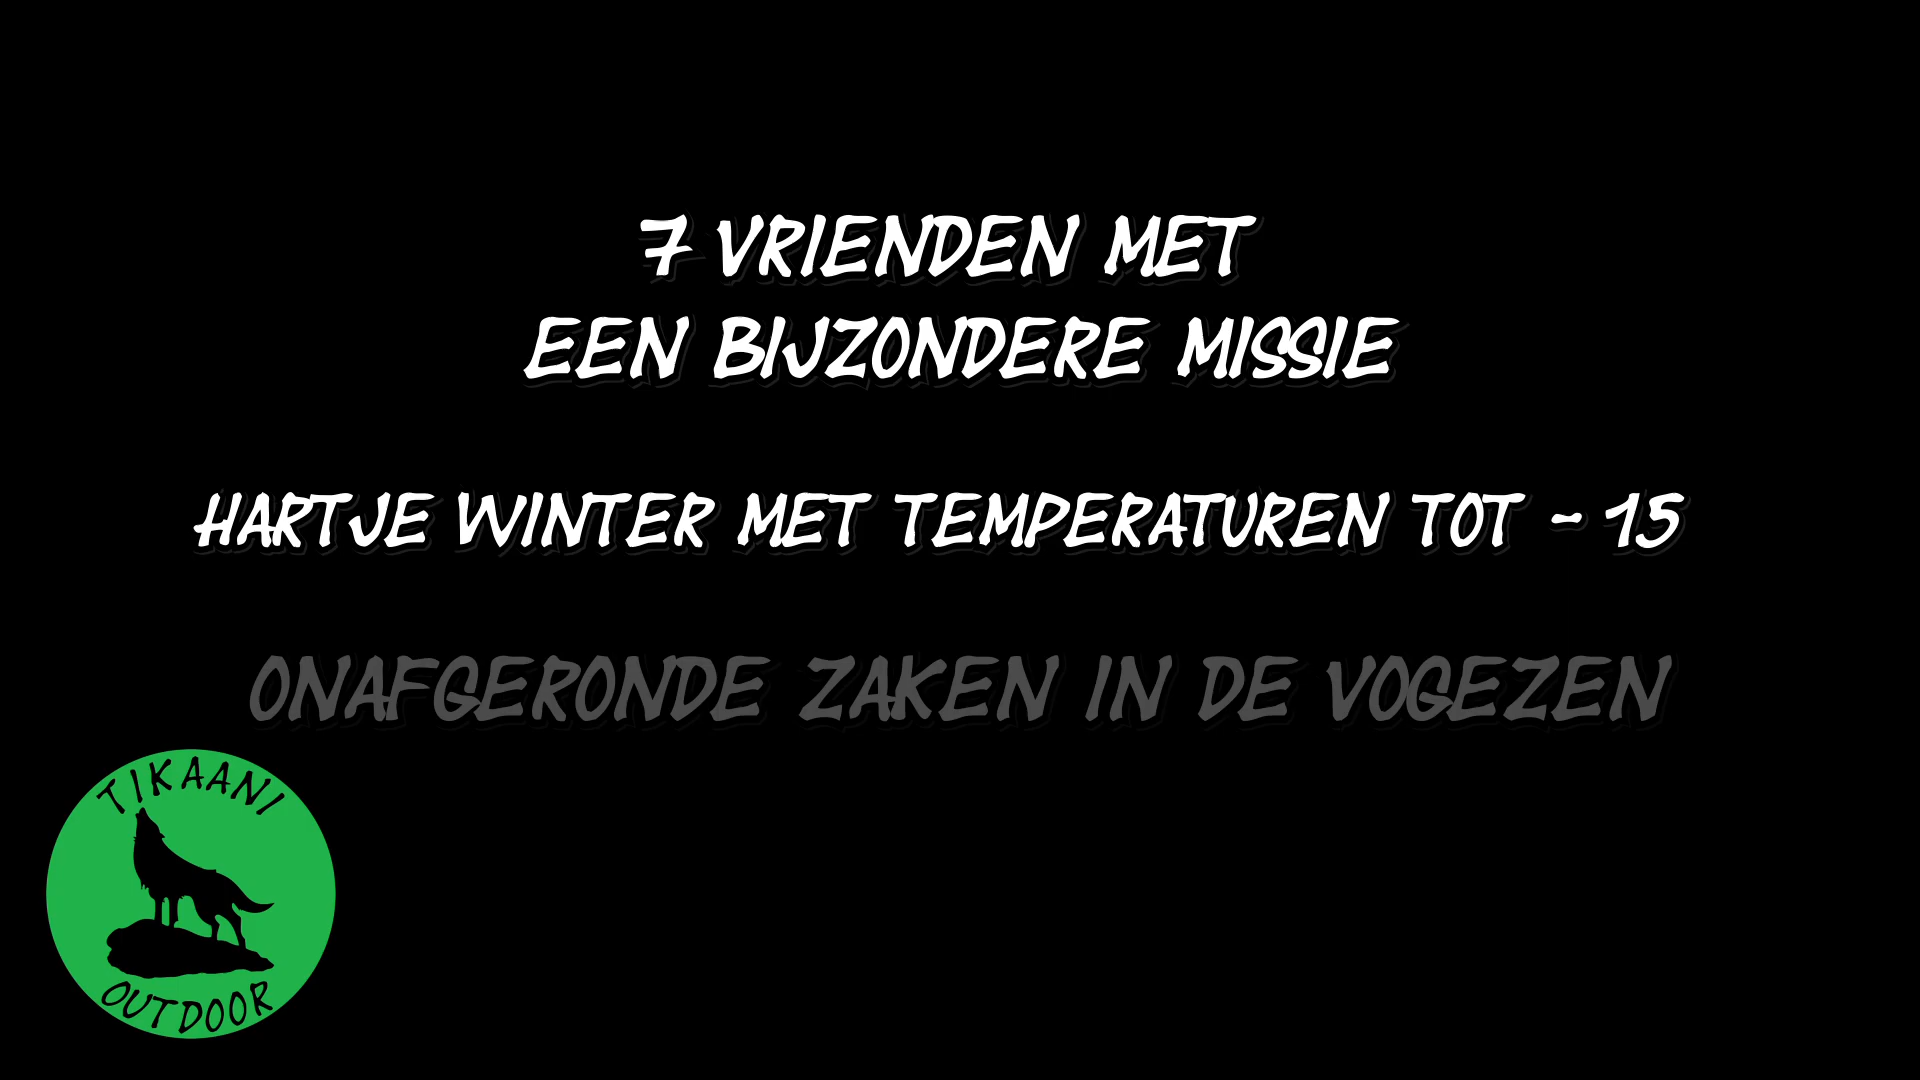 7 VRIENDEN MET
EEN BIJZONDERE MISSIE
HARTJE WINTER MET TEMPERATUREN TOT - 15
ONAFGERONDE ZAKEN IN DE VOGEZEN
TIKAANI
OUTDOOR